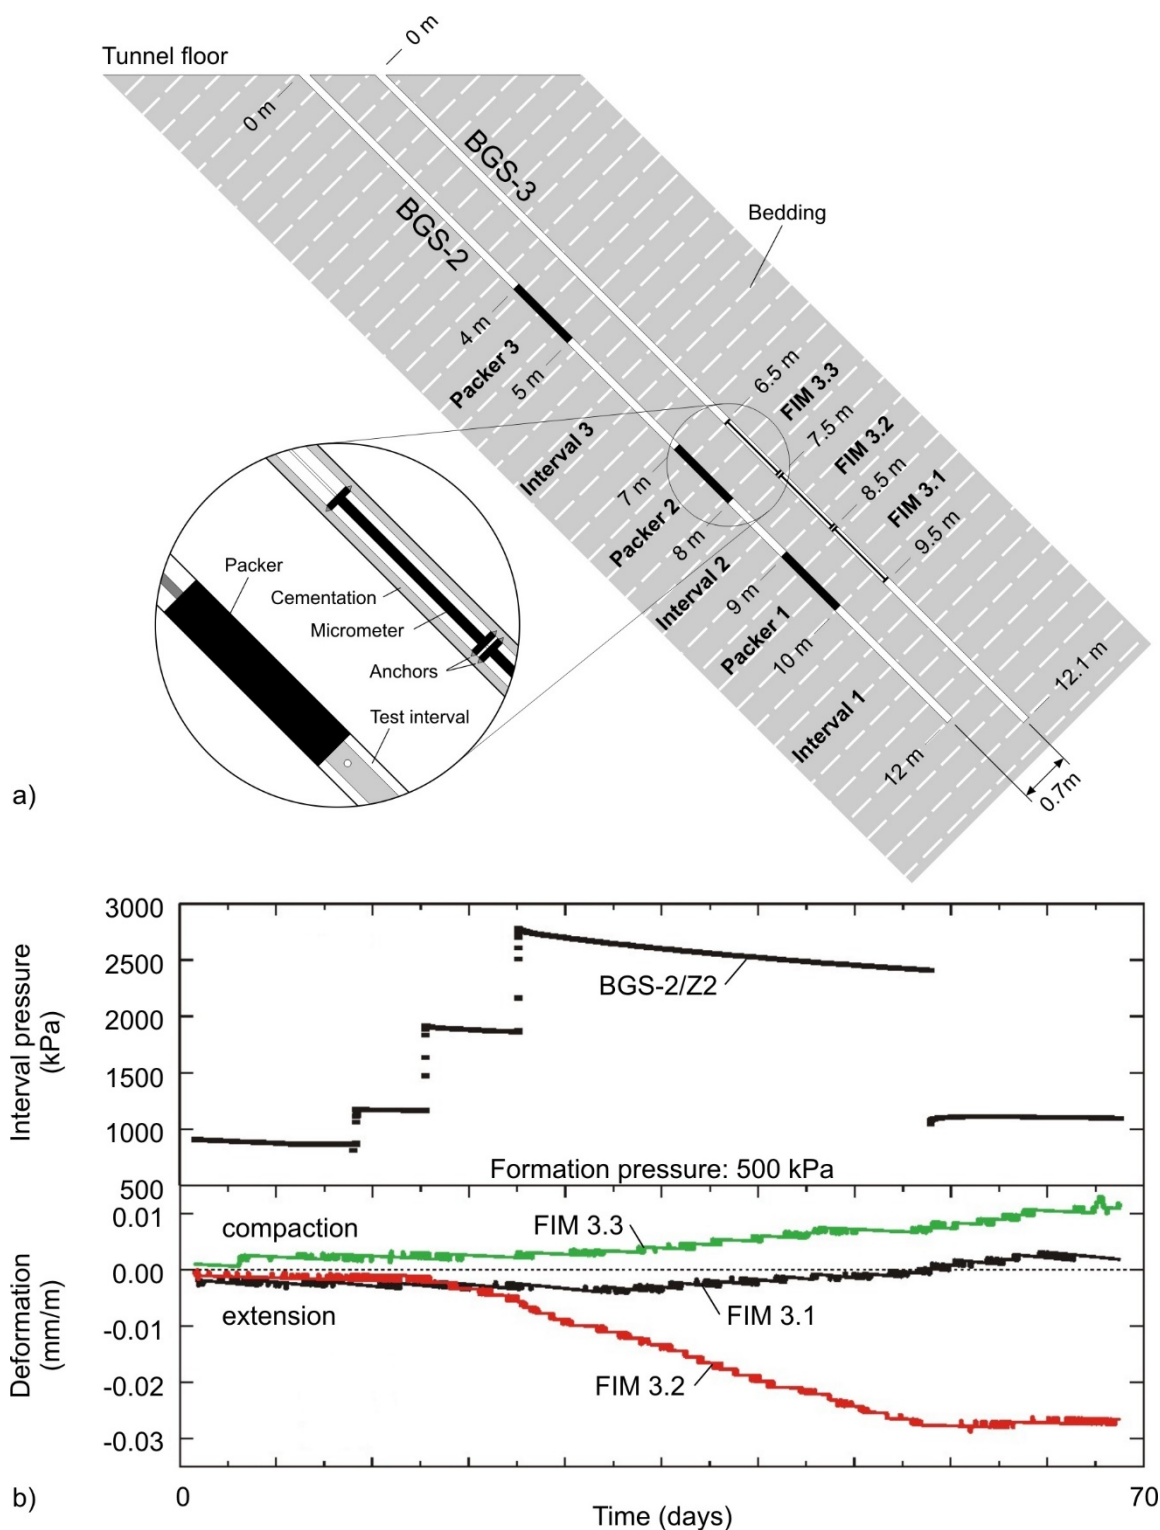 Tunnel floor
0 m
0 m
BGS-3
BGS-2
Bedding
4 m
Packer 3
5 m
Interval 3
7 m
Packer 2
8 m
Interval 2
9 m
Packer 1
10 m
Interval 1
12 m
6.5 m
FIM 3.3
7.5 m
FIM 3.2
8.5 m
FIM 3.1
9.5 m
12.1 m
0.7m
Packer
Cementation
Micrometer
Anchors
Test interval
a)
Interval pressure
(kPa)
3000
2500
2000
1500
1000
500
BGS-2/Z2
Formation pressure: 500 kPa
Deformation
(mm/m)
0.01
0.00
-0.01
-0.02
-0.03
compaction
extension
FIM 3.3
FIM 3.1
FIM 3.2
b)
0
70
Time (days)